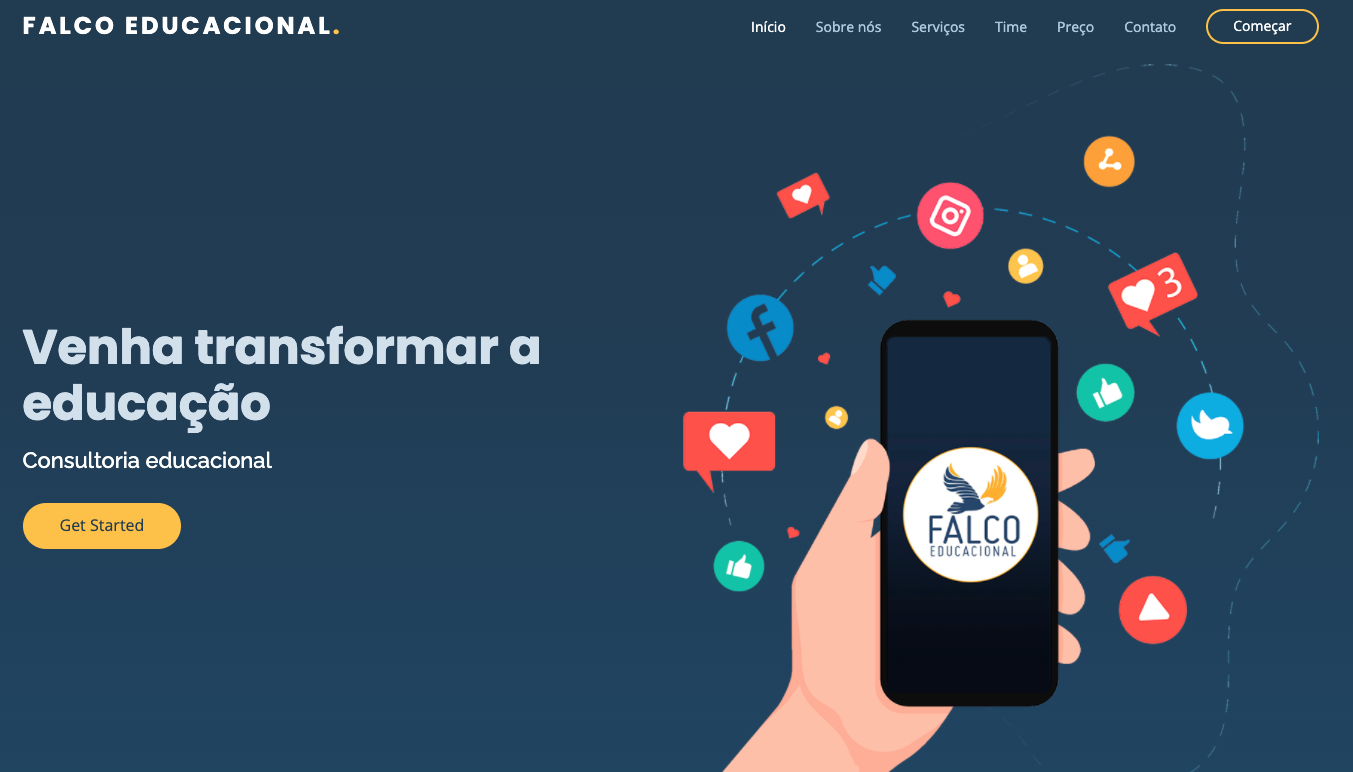 FALCO EDUCACIONAL.
Início Sobre nós Serviços Time Preço Contato Começar
Venha transformar a
educação
Consultoria educacional
Get Started
3
FALCO
EDUCACIONAL